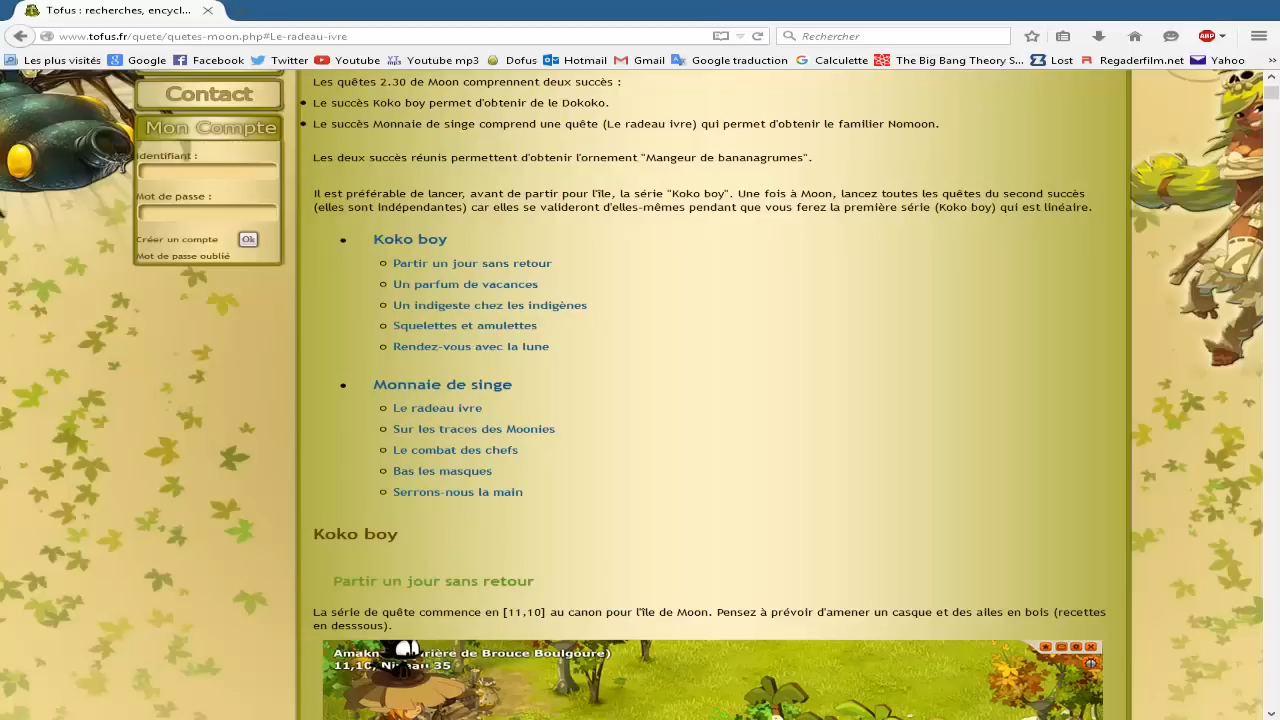 Tofus : recherches, encycl...
www.tofus.fr/quete/quetes-moon.php#Le-radeau-ivre
Rechercher
ABP
Les plus visités
Google
Facebook
Twitter
Youtube
Youtube mp3
Dofus
Hotmail
Gmail
Google traduction
Calculette
The Big Bang Theory S...
Lost
Regaderfilm.net
Yahoo
Contact
Mon Compte
Identifiant :
Mot de passe :
Créer un compte
Ok
Mot de passe oublié
Les quêtes 2.30 de Moon comprennent deux succès :
Le succès Koko boy permet d'obtenir de le Dokoko.
Le succès Monnaie de singe comprend une quête (Le radeau ivre) qui permet d'obtenir le familier Nomoon.
Les deux succès réunis permettent d'obtenir l'ornement "Mangeur de bananagrumes".
Il est préférable de lancer, avant de partir pour l'île, la série "Koko boy". Une fois à Moon, lancez toutes les quêtes du second succès
(elles sont indépendantes) car elles se valideront d'elles-mêmes pendant que vous ferez la première série (Koko boy) qui est linéaire.
Koko boy
Partir un jour sans retour
Un parfum de vacances
Un indigeste chez les indigènes
Squelettes et amulettes
Rendez-vous avec la lune
Monnaie de singe
Le radeau ivre
Sur les traces des Moonies
Le combat des chefs
Bas les masques
Serrons-nous la main
Koko boy
Partir un jour sans retour
La série de quête commence en [11,10] au canon pour l'île de Moon. Pensez à prévoir d'amener un casque et des ailes en bois (recettes
en desssous).
Amakn rière de Brouce Boulgoure)
11,10, Ni au 35